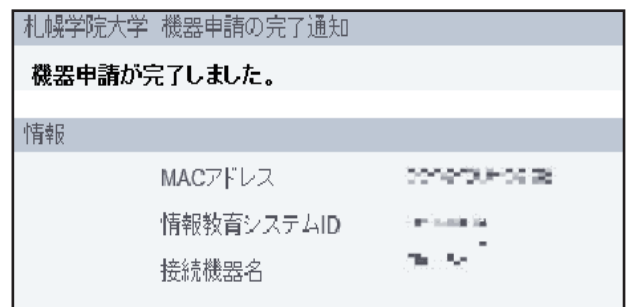 札幌学院大学 機器申請の完了通知
機器申請が完了しました。
情報
MACアドレス
情報教育システムID
接続機器名